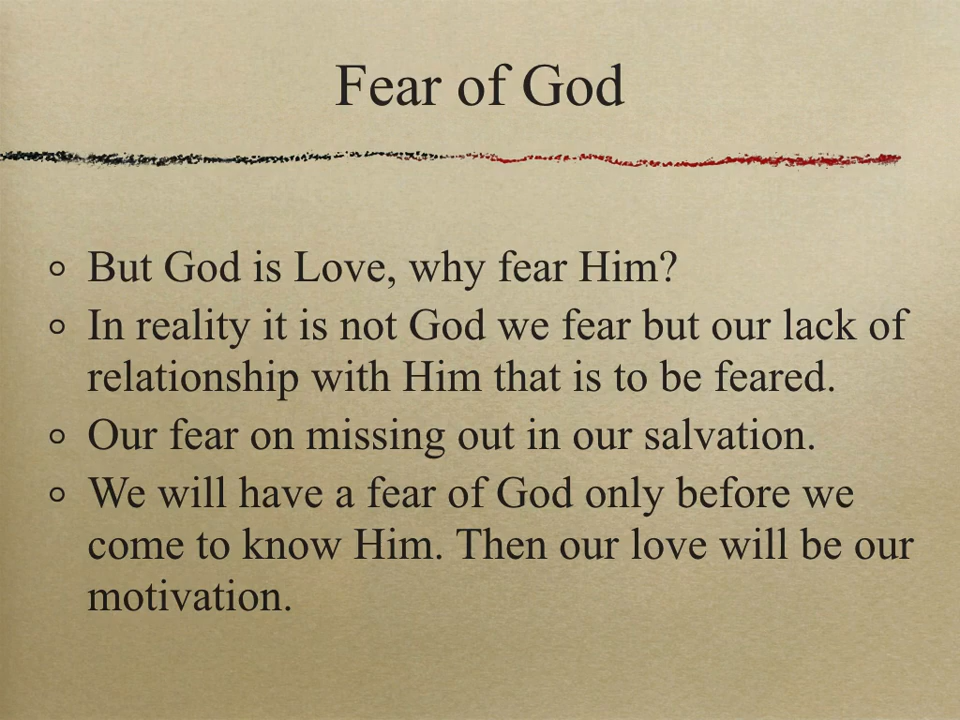 Fear of God
But God is Love, why fear Him?
In reality it is not God we fear but our lack of
relationship with Him that is to be feared.
Our fear on missing out in our salvation.
We will have a fear of God only before we
come to know Him. Then our love will be our
motivation.